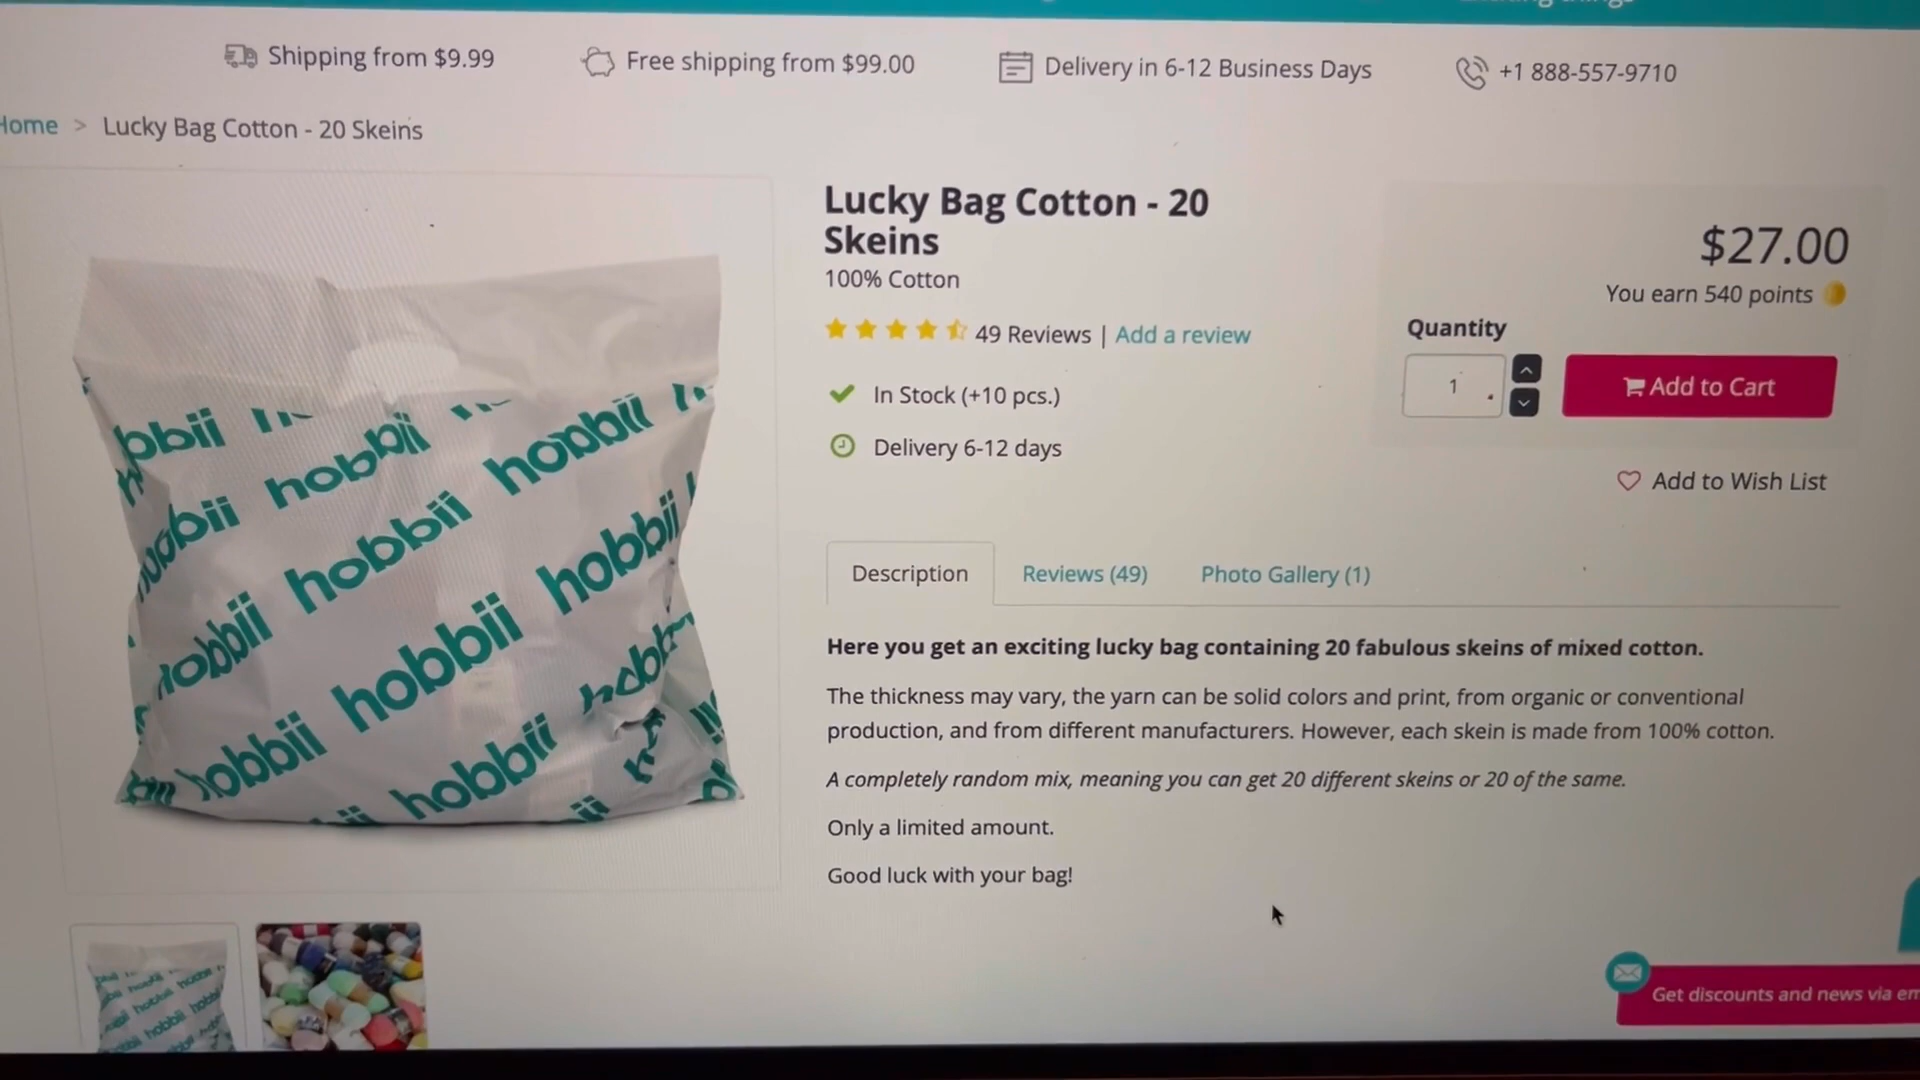 Shipping from $9.99
Free shipping from $99.00
Delivery in 6-12 Business Days
+1 888-557-9710
Home > Lucky Bag Cotton - 20 Skeins
Lucky Bag Cotton - 20
Skeins
100% Cotton
49 Reviews | Add a review
In Stock (+10 pcs.)
Delivery 6-12 days
$27.00
You earn 540 points
Quantity
1
Add to Cart
Add to Wish List
hobbii hobbii
hobbii hobbii
hobbii hobbii
hobbii hobbii
Description
Reviews (49)
Photo Gallery (1)
Here you get an exciting lucky bag containing 20 fabulous skeins of mixed cotton.
The thickness may vary, the yarn can be solid colors and print, from organic or conventional
production, and from different manufacturers. However, each skein is made from 100% cotton.
A completely random mix, meaning you can get 20 different skeins or 20 of the same.
Only a limited amount.
Good luck with your bag!
Get discounts and news via em